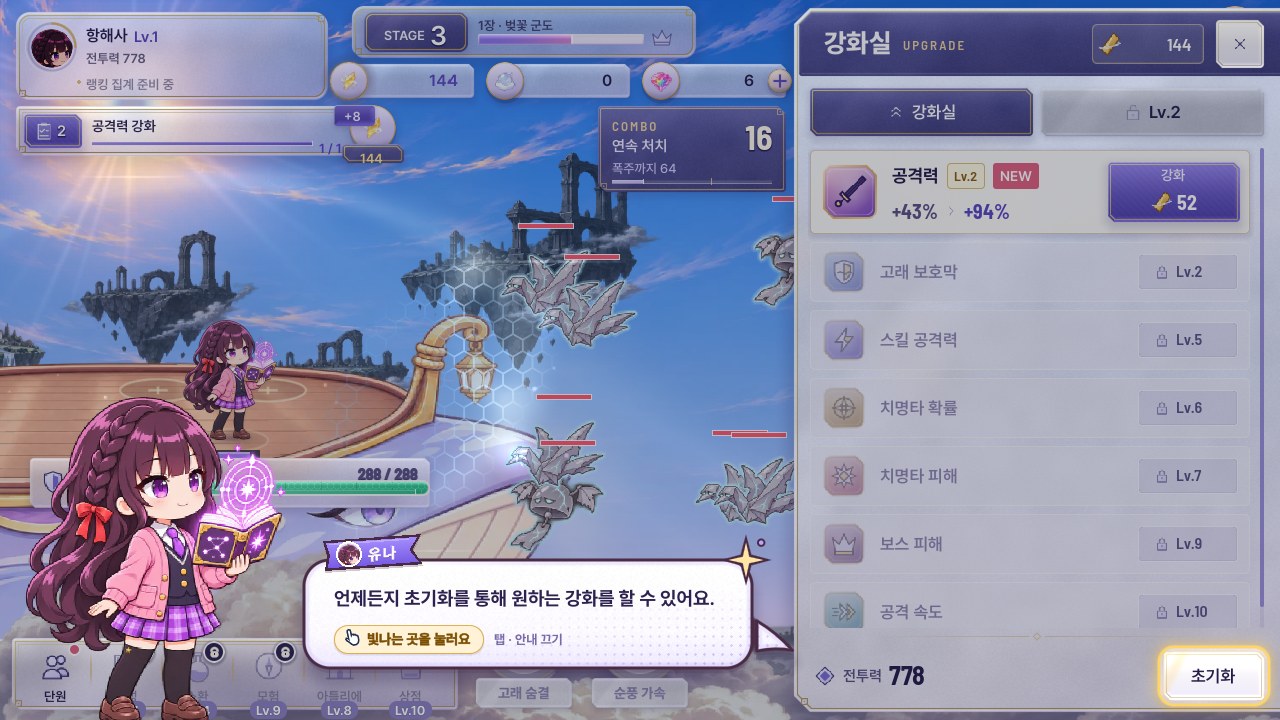 항해사 Lv.1
전투력 778
랭킹 집계 준비 중
STAGE 3
1장 · 벚꽃 군도
144
0
6
2
공격력 강화
1 / 1
+8
144
COMBO
연속 처치
폭주까지 64
16
288 / 288
유나
언제든지 초기화를 통해 원하는 강화를 할 수 있어요.
빛나는 곳을 눌러요
탭 · 안내 끄기
단원
모험
Lv.9
아틀리에
Lv.8
상점
Lv.10
고래 숨결
순풍 가속
강화실 UPGRADE
144
강화실
Lv.2
공격력 Lv.2 NEW
+43% +94%
강화
52
고래 보호막
Lv.2
스킬 공격력
Lv.5
치명타 확률
Lv.6
치명타 피해
Lv.7
보스 피해
Lv.9
공격 속도
Lv.10
전투력 778
초기화